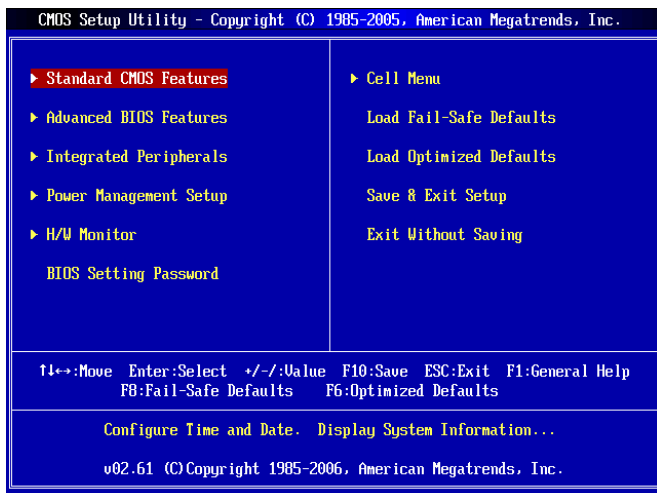 CMOS Setup Utility - Copyright (C) 1985-2005, American Megatrends, Inc.
▶ Standard CMOS Features
▶ Advanced BIOS Features
▶ Integrated Peripherals
▶ Power Management Setup
▶ H/W Monitor
BIOS Setting Password
▶ Cell Menu
Load Fail-Safe Defaults
Load Optimized Defaults
Save & Exit Setup
Exit Without Saving
↑↓←→:Move Enter:Select +/-/:Value F10:Save ESC:Exit F1:General Help
F8:Fail-Safe Defaults F6:Optimized Defaults
Configure Time and Date. Display System Information...
v02.61 (C)Copyright 1985-2006, American Megatrends, Inc.